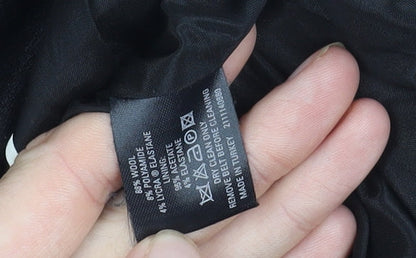 88% WOOL
8% POLYAMIDE
4% LYCRA ® ELASTANE
96% ACETATE
4% ELASTANE
DRY CLEAN ONLY
REMOVE BELT BEFORE CLEANING
MADE IN TURKEY 211140989